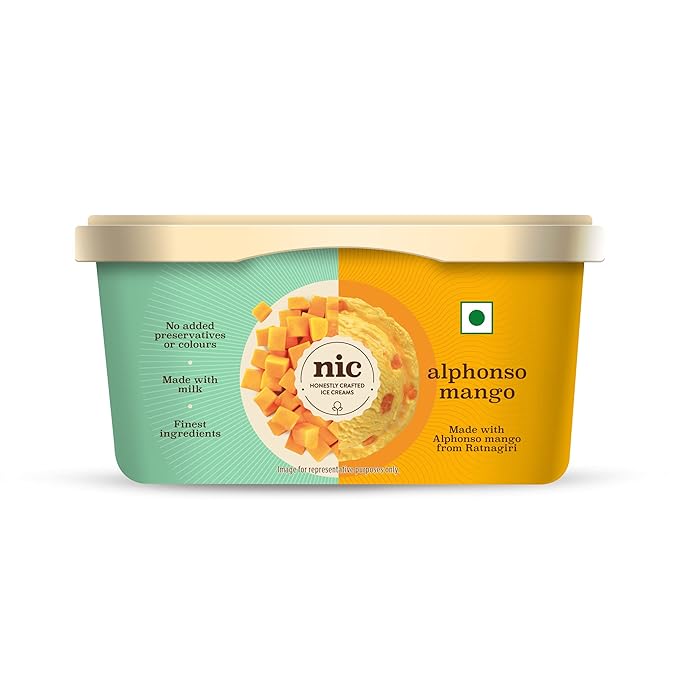 No added
preservatives
or colours
Made with
milk
Finest
ingredients
nic
HONESTLY CRAFTED
ICE CREAMS
alphonso
mango
Made with
Alphonso mango
from Ratnagiri
Image for representative purposes only